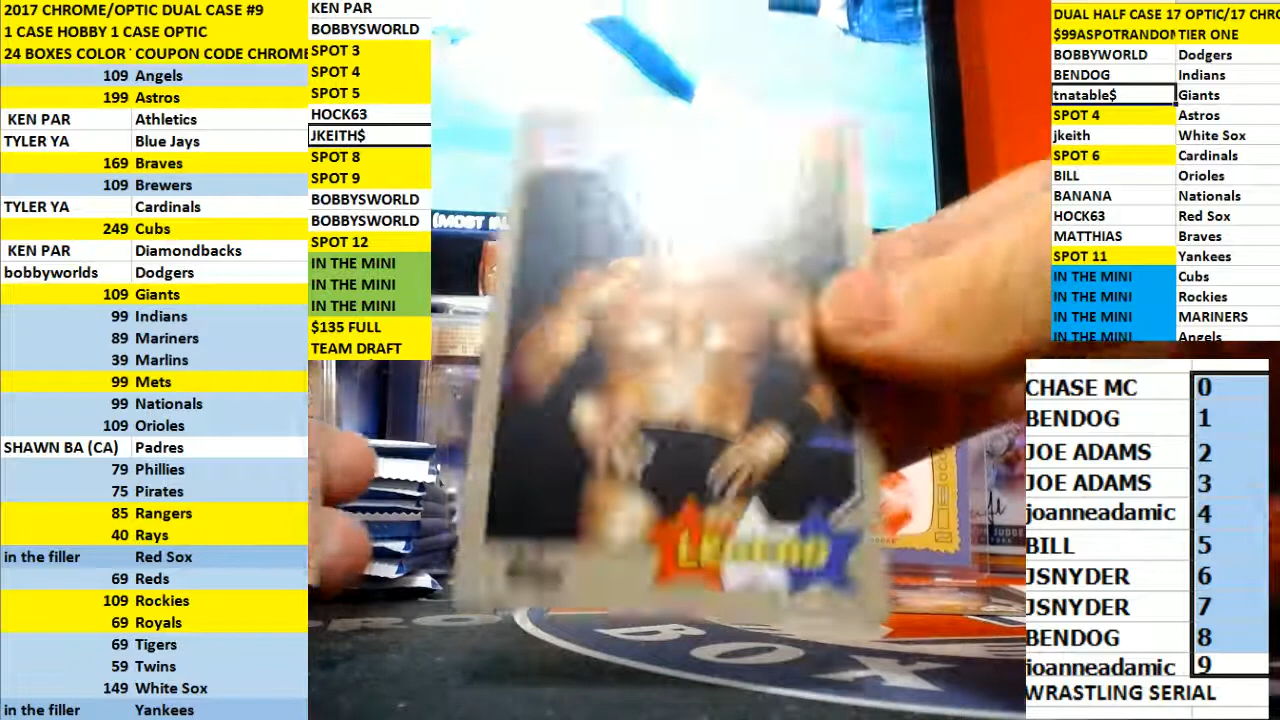 2017 CHROME/OPTIC DUAL CASE #9
1 CASE HOBBY 1 CASE OPTIC
24 BOXES COLOR COUPON CODE CHROME
109 Angels
199 Astros
KEN PAR Athletics
TYLER YA Blue Jays
169 Braves
109 Brewers
TYLER YA Cardinals
249 Cubs
KEN PAR Diamondbacks
bobbyworlds Dodgers
109 Giants
99 Indians
89 Mariners
39 Marlins
99 Mets
99 Nationals
109 Orioles
SHAWN BA (CA) Padres
79 Phillies
75 Pirates
85 Rangers
40 Rays
in the filler Red Sox
69 Reds
109 Rockies
69 Royals
69 Tigers
59 Twins
149 White Sox
in the filler Yankees
KEN PAR
BOBBYSWORLD
SPOT 3
SPOT 4
SPOT 5
HOCK63
JKEITH$
SPOT 8
SPOT 9
BOBBYSWORLD
BOBBYSWORLD
SPOT 12
IN THE MINI
IN THE MINI
IN THE MINI
$135 FULL
TEAM DRAFT
(MOST
LEGEND
BOX
DUAL HALF CASE 17 OPTIC/17 CHRO
$99ASPOTRANDOM TIER ONE
BOBBYWORLD Dodgers
BENDOG Indians
tnatable$ Giants
SPOT 4 Astros
jkeith White Sox
SPOT 6 Cardinals
BILL Orioles
BANANA Nationals
HOCK63 Red Sox
MATTHIAS Braves
SPOT 11 Yankees
IN THE MINI Cubs
IN THE MINI Rockies
IN THE MINI MARINERS
IN THE MINI Angels
CHASE MC 0
BENDOG 1
JOE ADAMS 2
JOE ADAMS 3
joanneadamic 4
BILL 5
JSNYDER 6
JSNYDER 7
BENDOG 8
joanneadamic 9
WRASTLING SERIAL